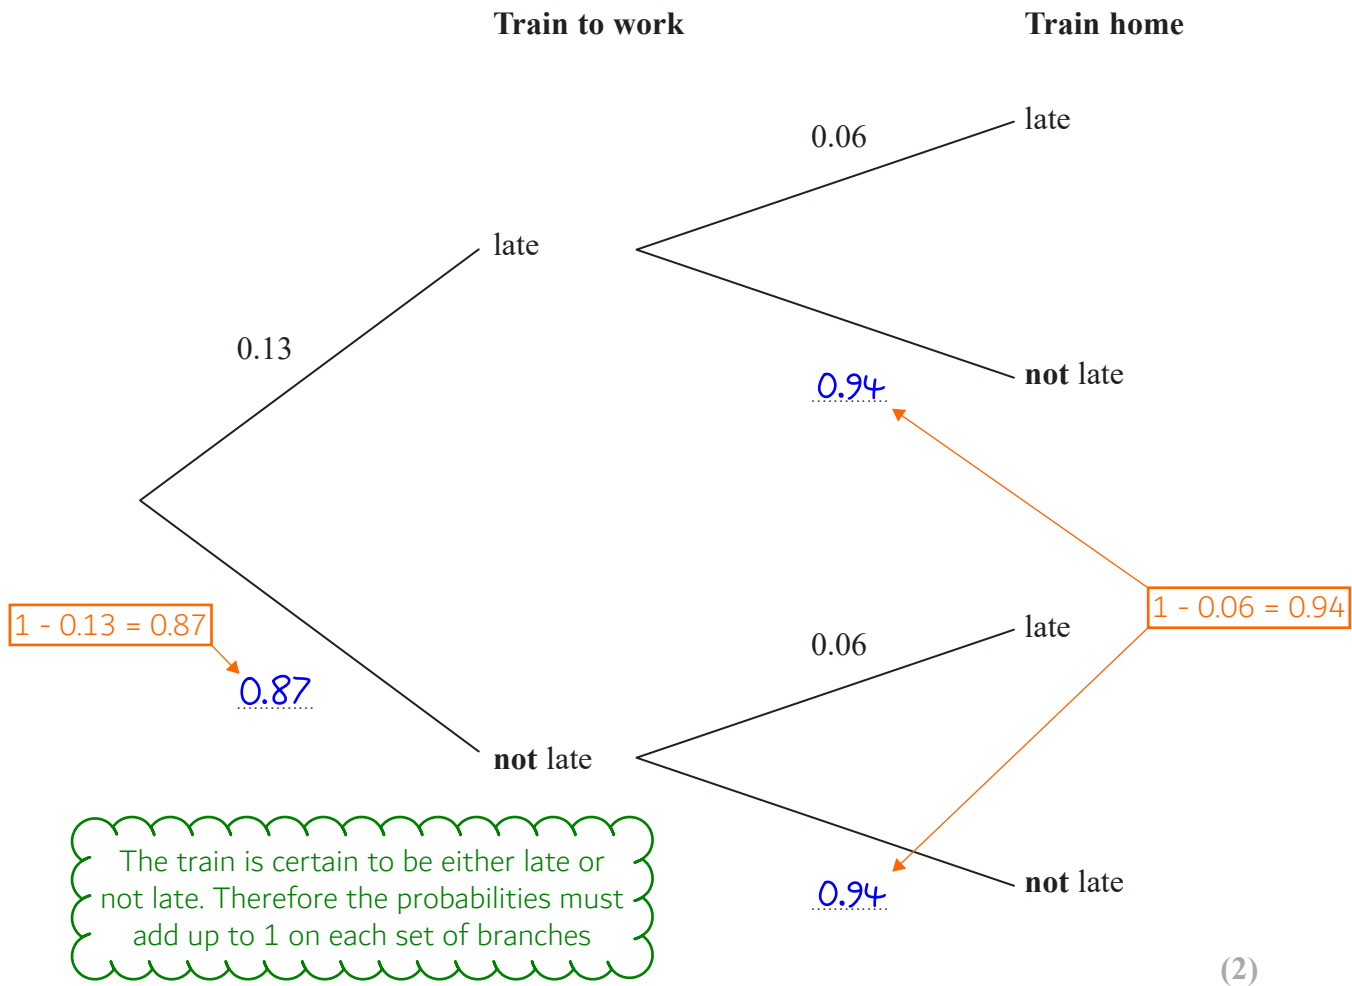 Train to work Train home
0.06 late
late
0.13
not late
0.94
1 - 0.13 = 0.87
1 - 0.06 = 0.94
0.06 late
0.87
not late
The train is certain to be either late or
not late. Therefore the probabilities must
add up to 1 on each set of branches
0.94 not late
(2)